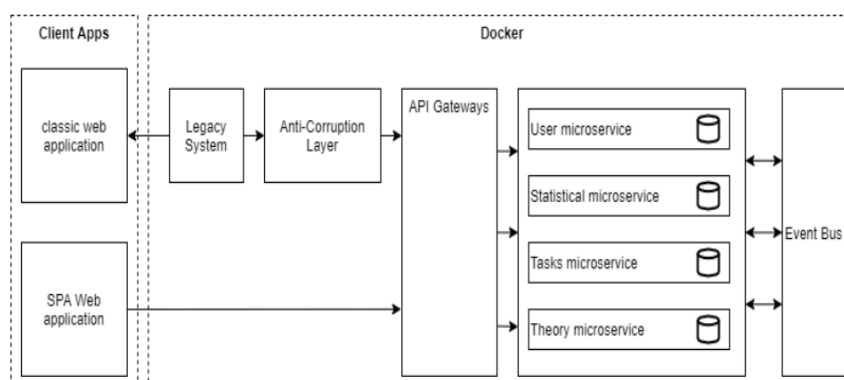 Client Apps
Docker
classic web
application
Legacy
System
Anti-Corruption
Layer
API Gateways
User microservice
Statistical microservice
Tasks microservice
Theory microservice
Event Bus
SPA Web
application